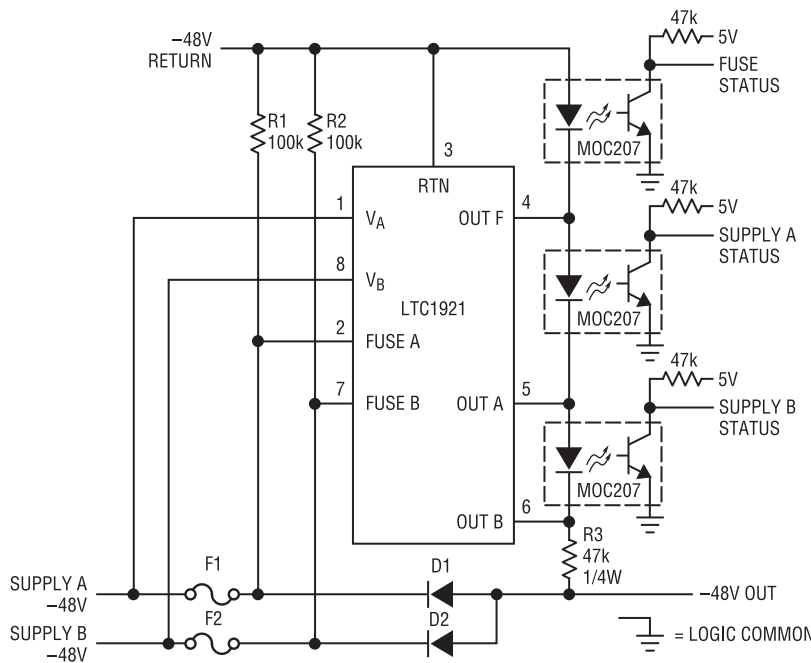 –48V
RETURN
R1
100k
R2
100k
3
RTN
1
VA
8
VB
LTC1921
2
FUSE A
7
FUSE B
OUT F
4
OUT A
5
OUT B
6
47k
5V
FUSE
STATUS
MOC207
47k
5V
SUPPLY A
STATUS
MOC207
47k
5V
SUPPLY B
STATUS
MOC207
R3
47k
1/4W
SUPPLY A
–48V
F1
D1
–48V OUT
SUPPLY B
–48V
F2
D2
= LOGIC COMMON